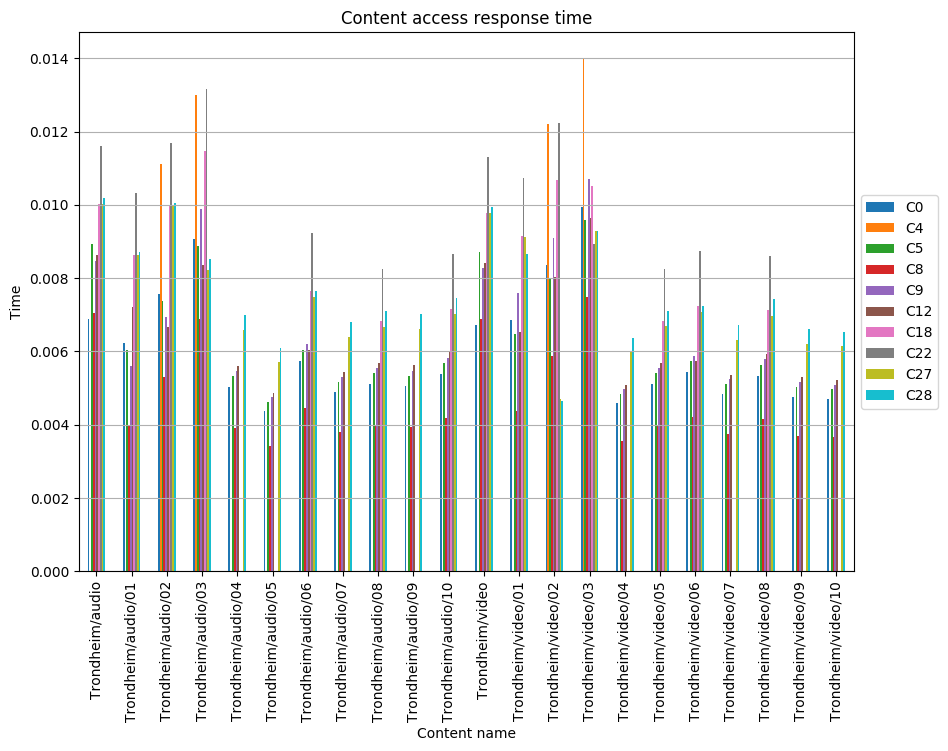 Content access response time
Time
0.014
0.012
0.010
0.008
0.006
0.004
0.002
0.000
C0
C4
C5
C8
C9
C12
C18
C22
C27
C28
Trondheim/audio
Trondheim/audio/01
Trondheim/audio/02
Trondheim/audio/03
Trondheim/audio/04
Trondheim/audio/05
Trondheim/audio/06
Trondheim/audio/07
Trondheim/audio/08
Trondheim/audio/09
Trondheim/audio/10
Trondheim/video
Trondheim/video/01
Trondheim/video/02
Trondheim/video/03
Trondheim/video/04
Trondheim/video/05
Trondheim/video/06
Trondheim/video/07
Trondheim/video/08
Trondheim/video/09
Trondheim/video/10
Content name